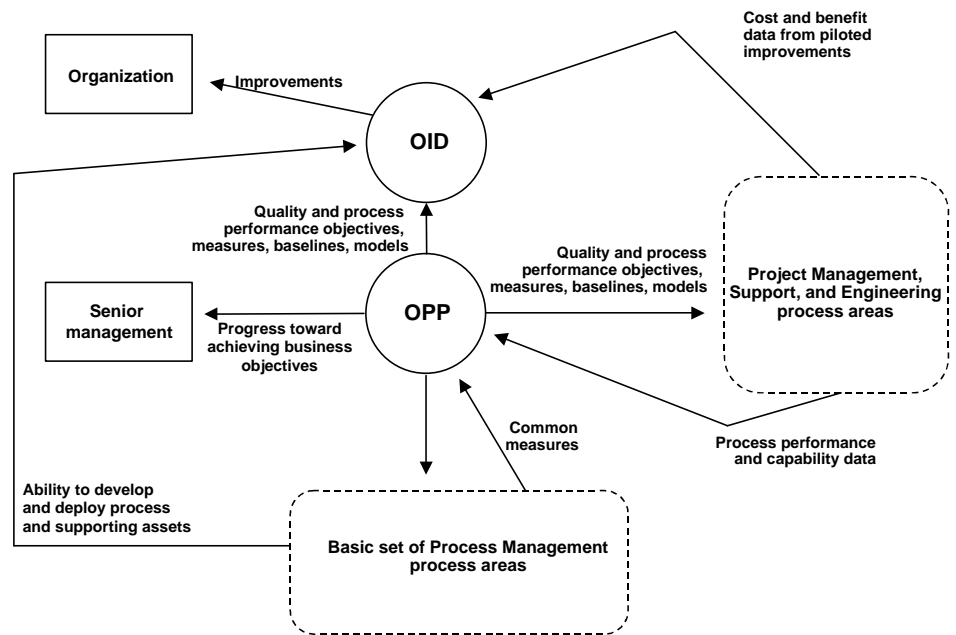 Cost and benefit
data from piloted
improvements
Organization
Improvements
OID
Quality and process
performance objectives,
measures, baselines, models
Quality and process
performance objectives,
measures, baselines, models
Project Management,
Support, and Engineering
process areas
Senior
management
OPP
Progress toward
achieving business
objectives
Common
measures
Process performance
and capability data
Ability to develop
and deploy process
and supporting assets
Basic set of Process Management
process areas